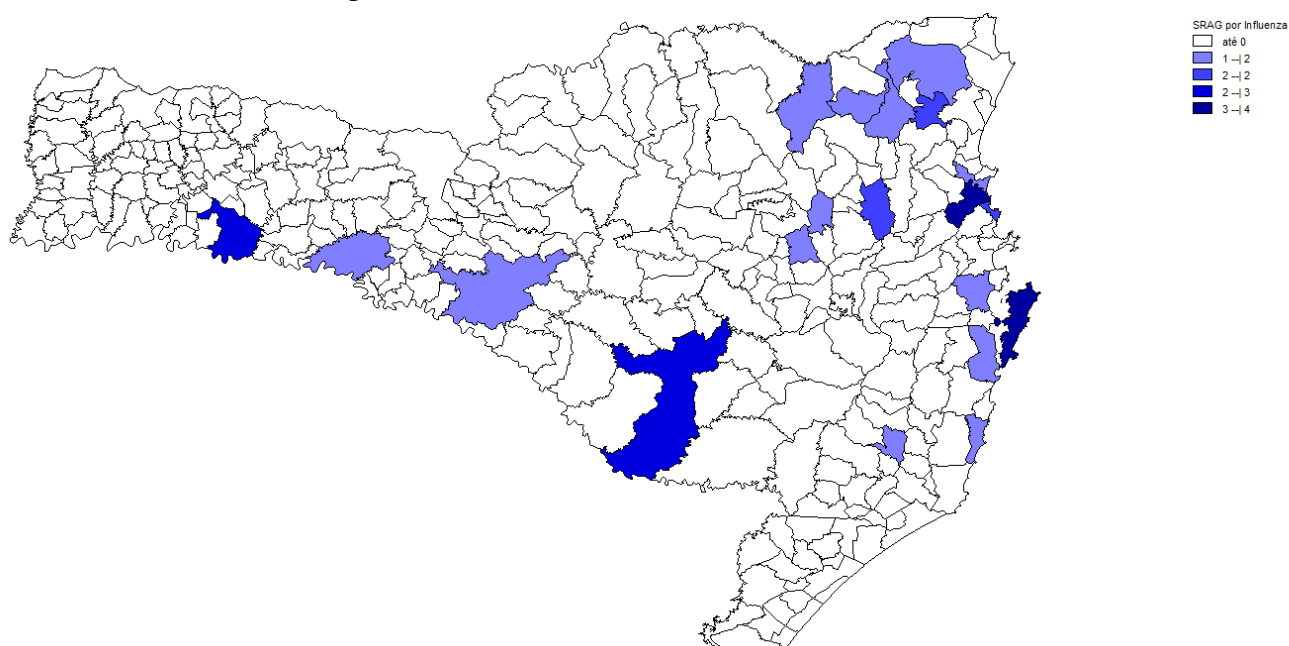 SRAG por Influenza
até 0
1 --| 2
2 --| 2
2 --| 3
3 --| 4